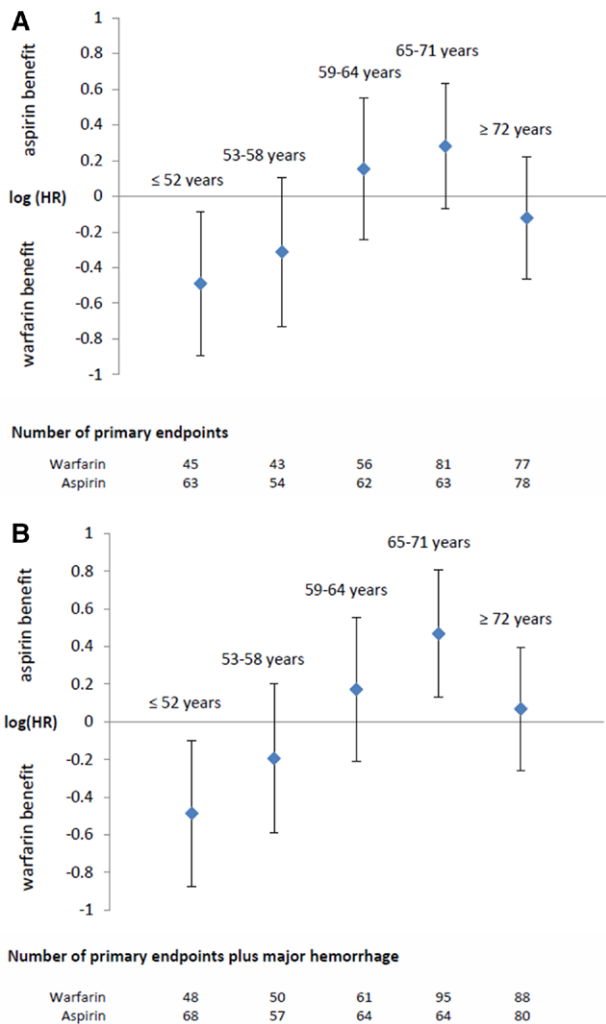 A
1
0.8
0.6
0.4
0.2
0
-0.2
-0.4
-0.6
-0.8
-1
aspirin benefit
log (HR)
warfarin benefit
≤ 52 years
53-58 years
59-64 years
65-71 years
≥ 72 years
Number of primary endpoints
Warfarin 45 43 56 81 77
Aspirin 63 54 62 63 78
B
1
0.8
0.6
0.4
0.2
0
-0.2
-0.4
-0.6
-0.8
-1
aspirin benefit
log(HR)
warfarin benefit
≤ 52 years
53-58 years
59-64 years
65-71 years
≥ 72 years
Number of primary endpoints plus major hemorrhage
Warfarin 48 50 61 95 88
Aspirin 68 57 64 64 80